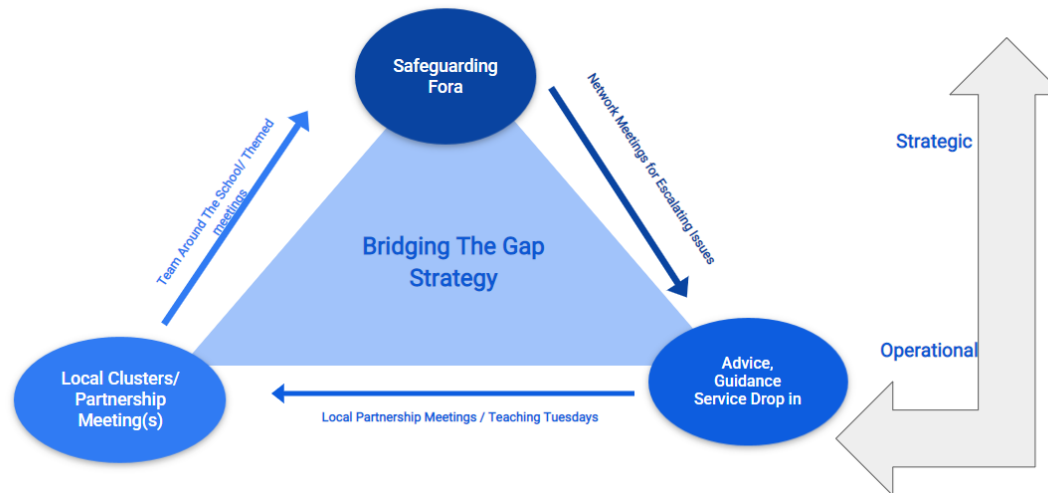 Safeguarding
Fora
Team Around The School/ Themed
meetings
Network Meetings for Escalating Issues
Strategic
Bridging The Gap
Strategy
Operational
Local Clusters/
Partnership
Meeting(s)
Advice,
Guidance
Service Drop in
Local Partnership Meetings / Teaching Tuesdays